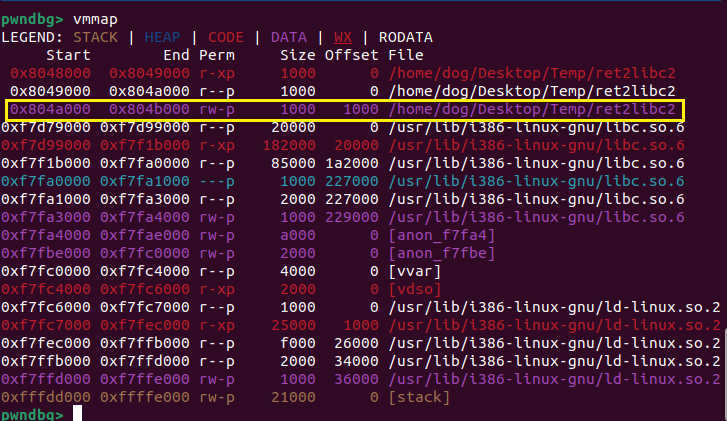 pwndbg> vmmap
LEGEND: STACK | HEAP | CODE | DATA | WX | RODATA
Start End Perm Size Offset File
0x8048000 0x8049000 r-xp 1000 0 /home/dog/Desktop/Temp/ret2libc2
0x8049000 0x804a000 r--p 1000 0 /home/dog/Desktop/Temp/ret2libc2
0x804a000 0x804b000 rw-p 1000 1000 /home/dog/Desktop/Temp/ret2libc2
0xf7d79000 0xf7d99000 r--p 20000 0 /usr/lib/i386-linux-gnu/libc.so.6
0xf7d99000 0xf7f1b000 r-xp 182000 20000 /usr/lib/i386-linux-gnu/libc.so.6
0xf7f1b000 0xf7fa0000 r--p 85000 1a2000 /usr/lib/i386-linux-gnu/libc.so.6
0xf7fa0000 0xf7fa1000 ---p 1000 227000 /usr/lib/i386-linux-gnu/libc.so.6
0xf7fa1000 0xf7fa3000 r--p 2000 227000 /usr/lib/i386-linux-gnu/libc.so.6
0xf7fa3000 0xf7fa4000 rw-p 1000 229000 /usr/lib/i386-linux-gnu/libc.so.6
0xf7fa4000 0xf7fae000 rw-p a000 0 [anon_f7fa4]
0xf7fbe000 0xf7fc0000 rw-p 2000 0 [anon_f7fbe]
0xf7fc0000 0xf7fc4000 r--p 4000 0 [vvar]
0xf7fc4000 0xf7fc6000 r-xp 2000 0 [vdso]
0xf7fc6000 0xf7fc7000 r--p 1000 0 /usr/lib/i386-linux-gnu/ld-linux.so.2
0xf7fc7000 0xf7fec000 r-xp 25000 1000 /usr/lib/i386-linux-gnu/ld-linux.so.2
0xf7fec000 0xf7ffb000 r--p f000 26000 /usr/lib/i386-linux-gnu/ld-linux.so.2
0xf7ffb000 0xf7ffd000 r--p 2000 34000 /usr/lib/i386-linux-gnu/ld-linux.so.2
0xf7ffd000 0xf7ffe000 rw-p 1000 36000 /usr/lib/i386-linux-gnu/ld-linux.so.2
0xfffdd000 0xffffe000 rw-p 21000 0 [stack]
pwndbg>